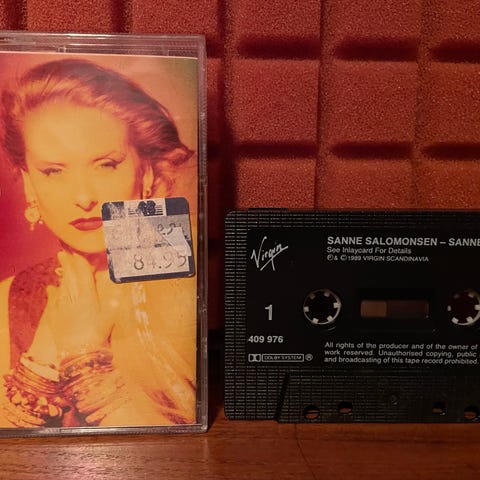 84.95
Virgin
SANNE SALOMONSEN – SANNE
See Inlaycard For Details
℗ & © 1989 VIRGIN SCANDINAVIA
1
409 976
DOLBY SYSTEM ®
All rights of the producer and of the owner of
work reserved. Unauthorised copying, public
and broadcasting of this tape record prohibited.